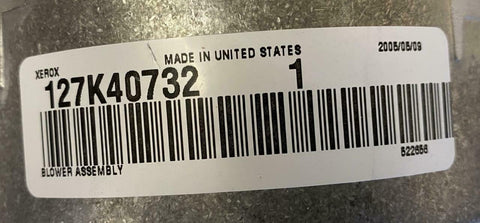 MADE IN UNITED STATES 2005/05/09
XEROX
127K40732 1
BLOWER ASSEMBLY 522656